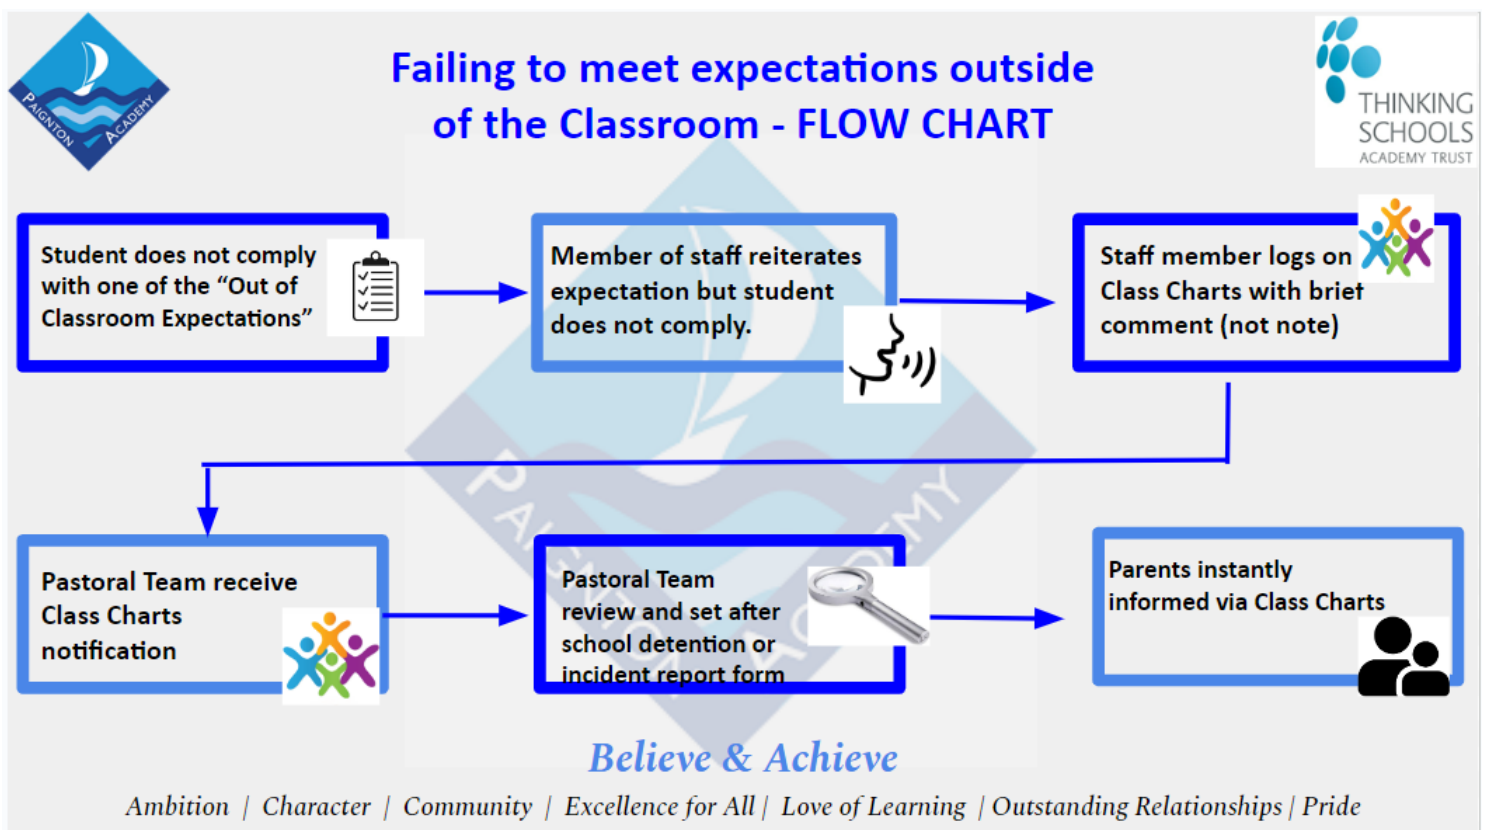 Failing to meet expectations outside
of the Classroom - FLOW CHART
PAIGNTON ACADEMY
THINKING
SCHOOLS
ACADEMY TRUST
Student does not comply
with one of the “Out of
Classroom Expectations”
Member of staff reiterates
expectation but student
does not comply.
Staff member logs on
Class Charts with brief
comment (not note)
Pastoral Team receive
Class Charts
notification
Pastoral Team
review and set after
school detention or
incident report form
Parents instantly
informed via Class Charts
PAIGNTON ACADEMY
Believe & Achieve
Ambition | Character | Community | Excellence for All | Love of Learning | Outstanding Relationships | Pride